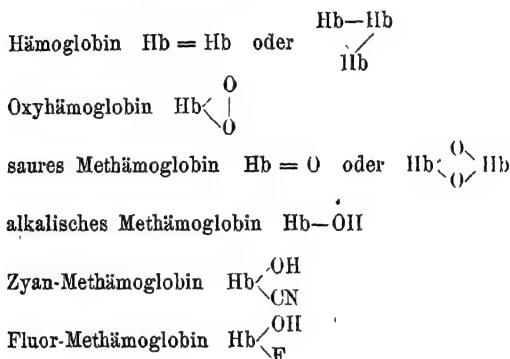 Hämoglobin Hb = Hb oder Hb—Hb
Hb
Oxyhämoglobin Hb O
O
saures Methämoglobin Hb = O oder Hb O O Hb
alkalisches Methämoglobin Hb—OH
Zyan-Methämoglobin Hb OH
CN
Fluor-Methämoglobin Hb OH
F